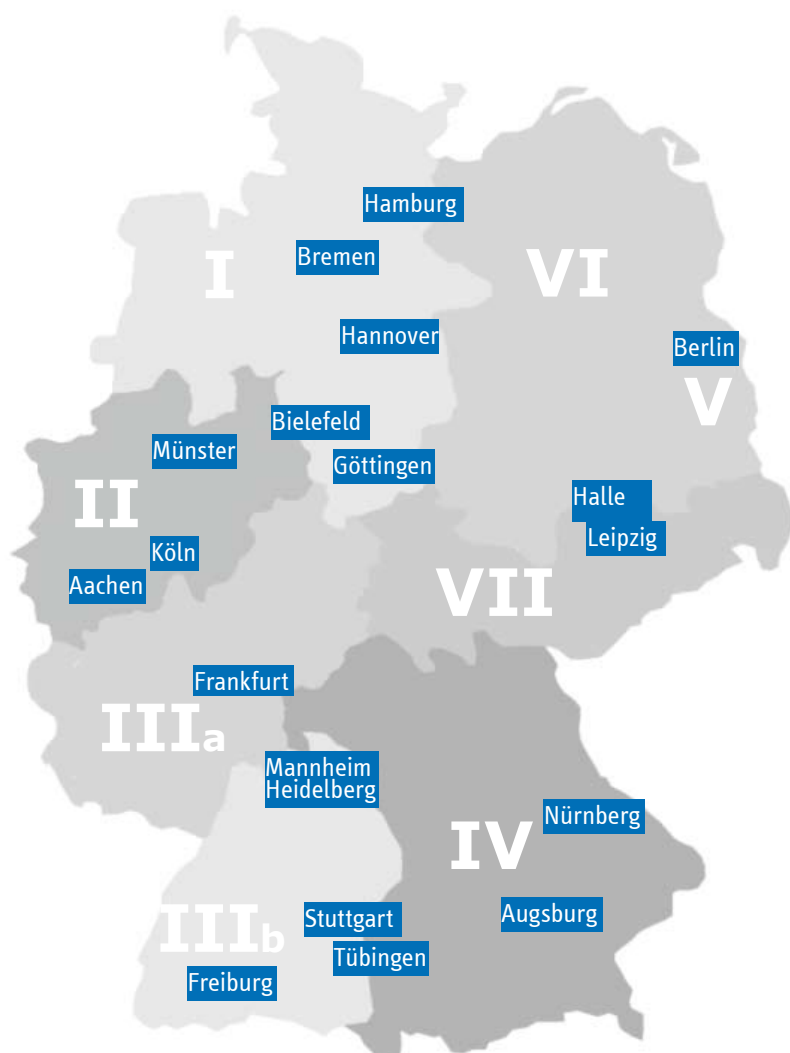 Hamburg
Bremen
I
VI
Hannover
Berlin
V
Bielefeld
Münster
Göttingen
II
Halle
Leipzig
Köln
Aachen
VII
Frankfurt
IIIa
Mannheim
Heidelberg
Nürnberg
IV
Augsburg
Stuttgart
IIIb
Tübingen
Freiburg